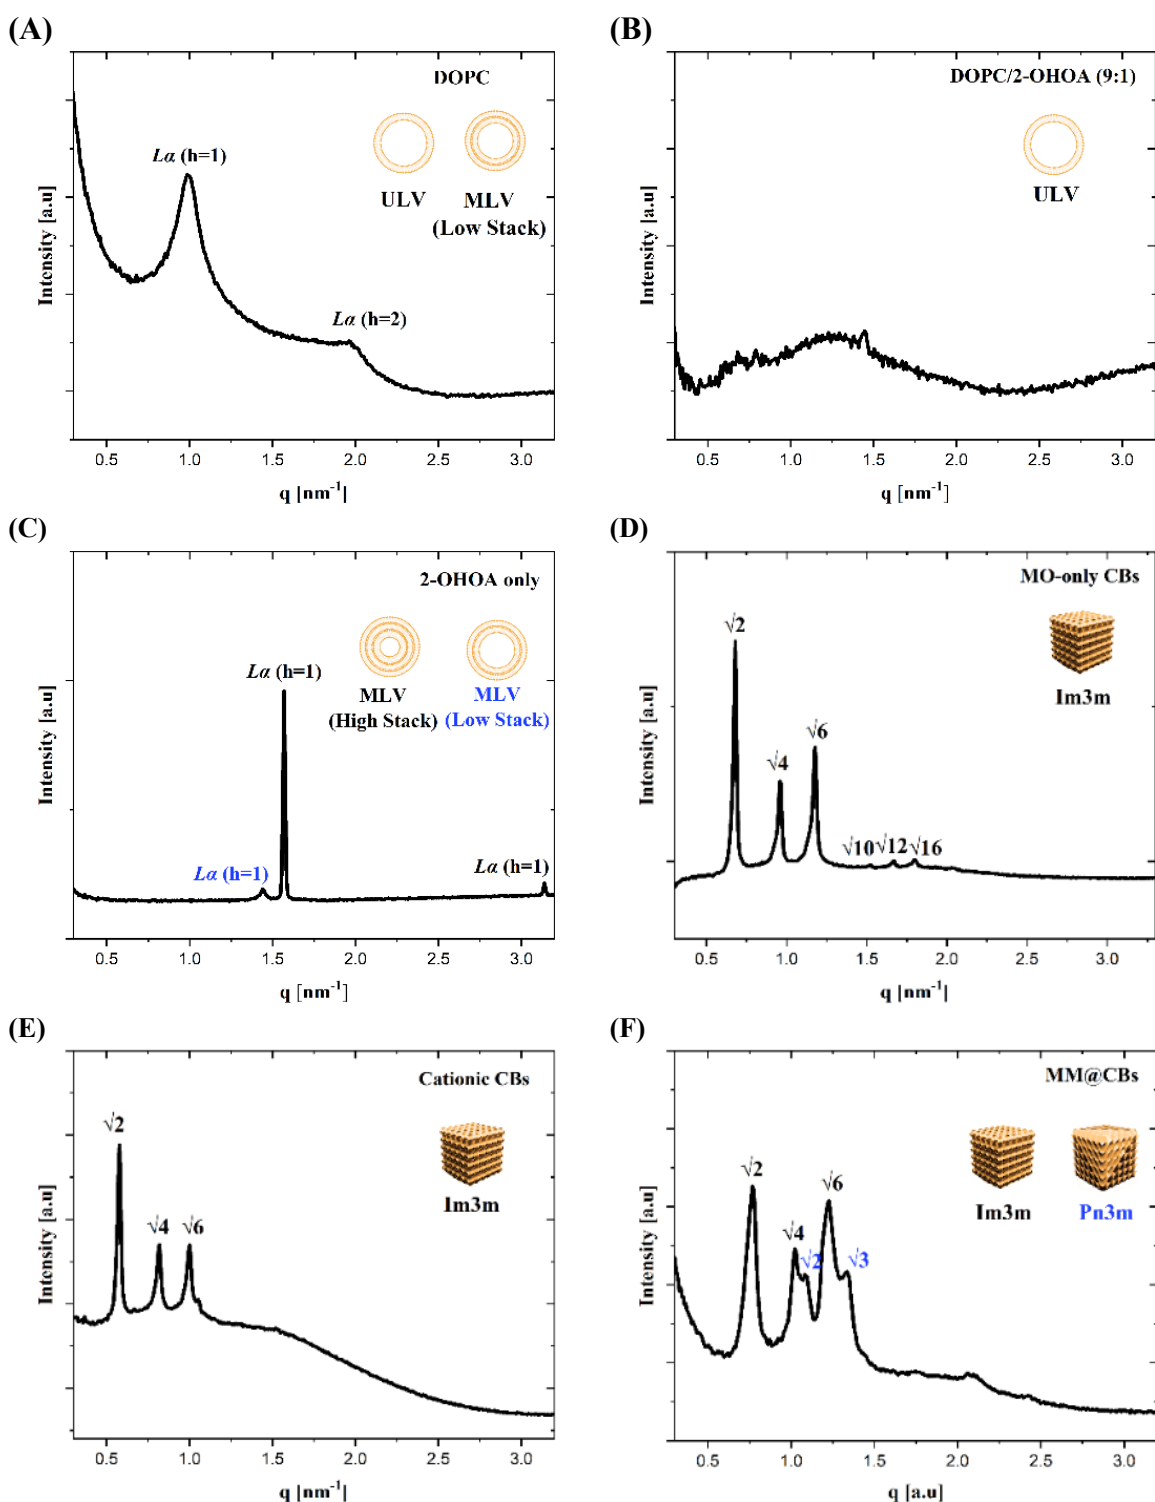 (A)
DOPC
Lα (h=1)
ULV
MLV
(Low Stack)
Lα (h=2)
Intensity [a.u]
0.5 1.0 1.5 2.0 2.5 3.0
q [nm-1]
(B)
DOPC/2-OHOA (9:1)
ULV
Intensity [a.u]
0.5 1.0 1.5 2.0 2.5 3.0
q [nm-1]
(C)
2-OHOA only
Lα (h=1)
MLV
(High Stack)
MLV
(Low Stack)
Lα (h=1)
Lα (h=1)
Intensity [a.u]
0.5 1.0 1.5 2.0 2.5 3.0
q [nm-1]
(D)
MO-only CBs
√2
Im3m
√6
√4
√10 √12 √16
Intensity [a.u]
0.5 1.0 1.5 2.0 2.5 3.0
q [nm-1]
(E)
Cationic CBs
√2
Im3m
√4 √6
Intensity [a.u]
0.5 1.0 1.5 2.0 2.5 3.0
q [nm-1]
(F)
MM@CBs
√2
√6
Im3m Pn3m
√4
√2 √3
Intensity [a.u]
0.5 1.0 1.5 2.0 2.5 3.0
q [a.u]